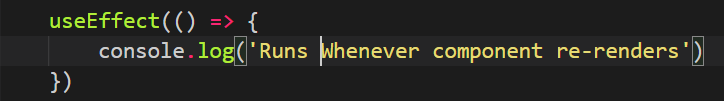 useEffect(() => {
    console.log('Runs Whenever component re-renders')
})